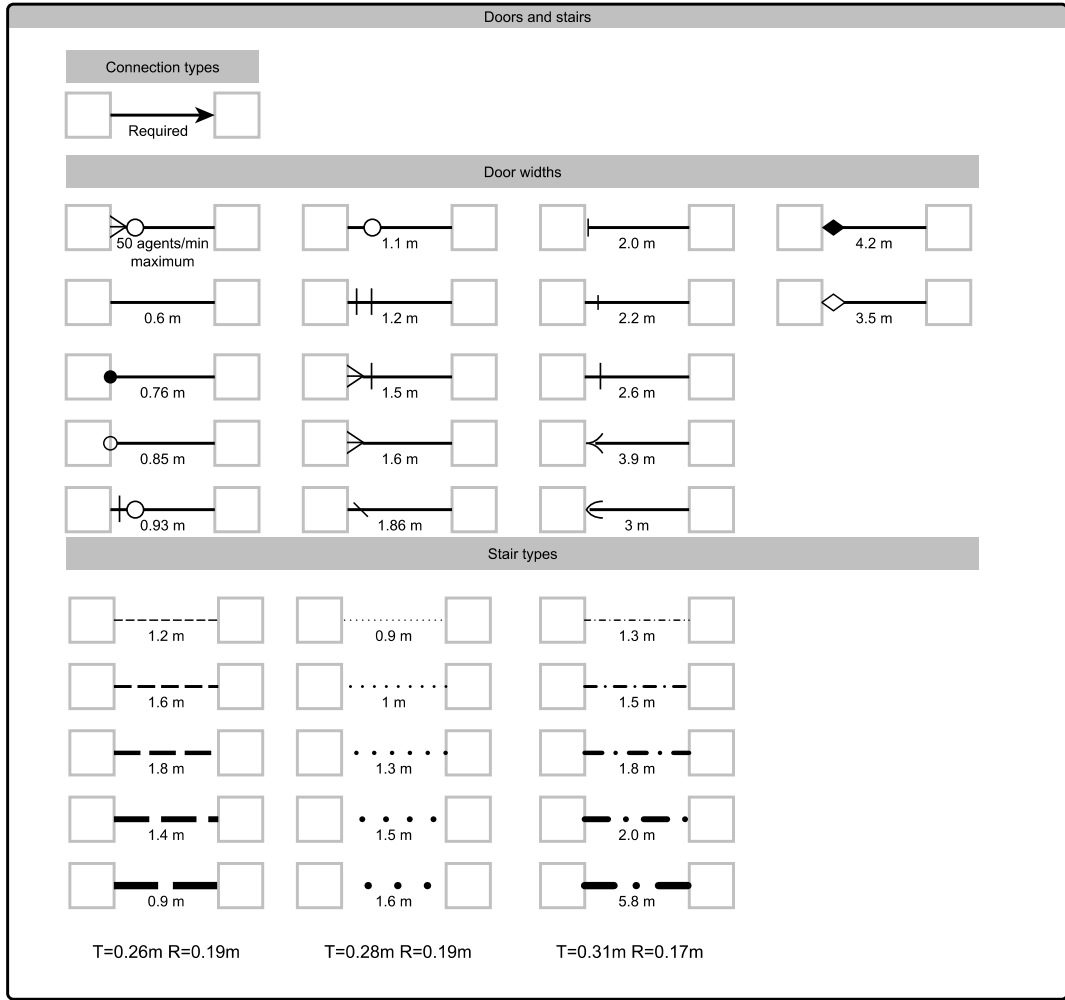 Doors and stairs
Connection types
Required
Door widths
50 agents/min
maximum
1.1 m
2.0 m
4.2 m
0.6 m
1.2 m
2.2 m
3.5 m
0.76 m
1.5 m
2.6 m
0.85 m
1.6 m
3.9 m
0.93 m
1.86 m
3 m
Stair types
1.2 m
0.9 m
1.3 m
1.6 m
1 m
1.5 m
1.8 m
1.3 m
1.8 m
1.4 m
1.5 m
2.0 m
0.9 m
1.6 m
5.8 m
T=0.26m R=0.19m
T=0.28m R=0.19m
T=0.31m R=0.17m